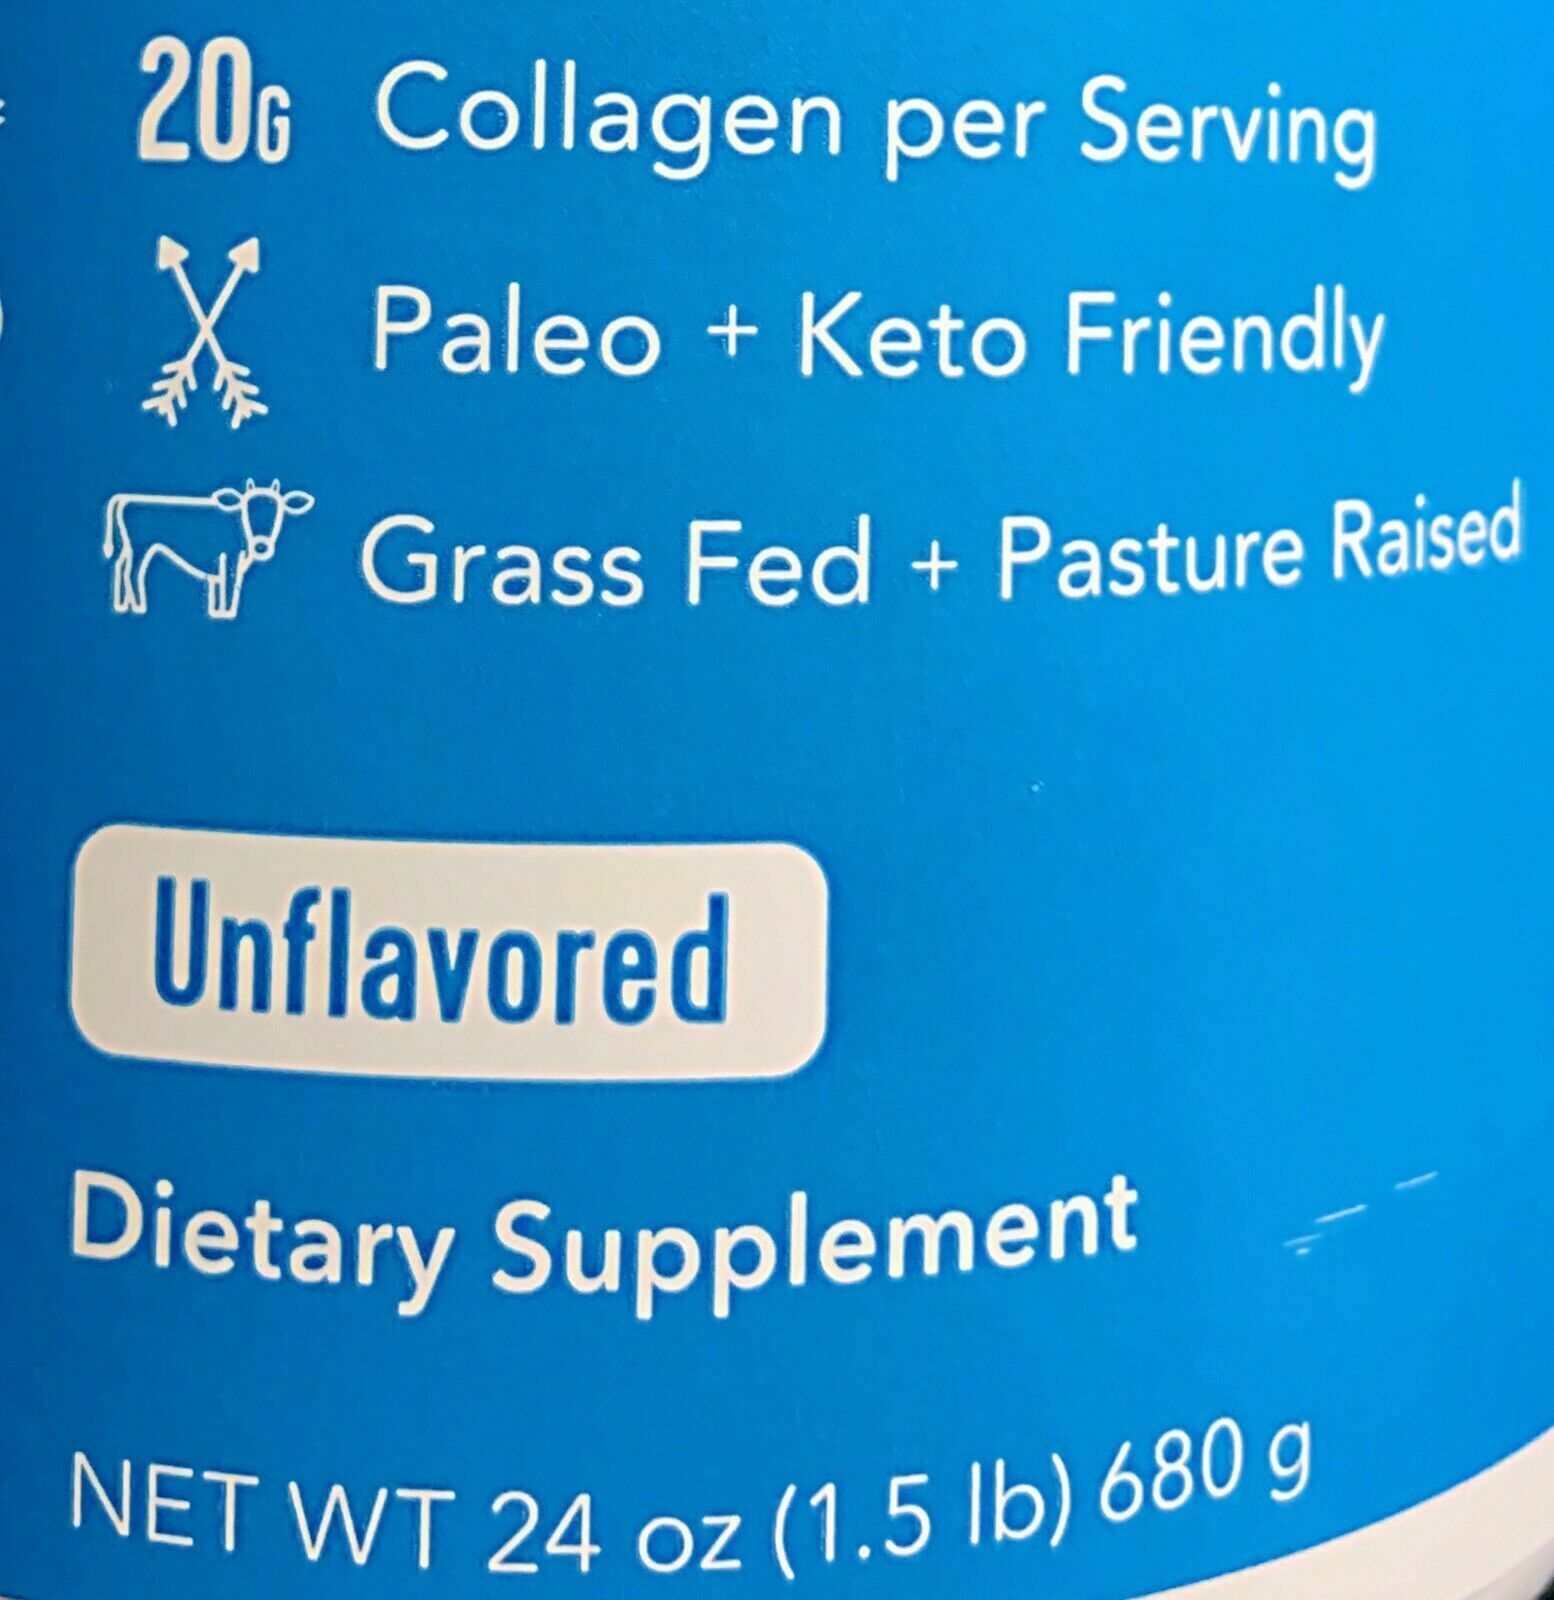 20G Collagen per Serving
Paleo + Keto Friendly
Grass Fed + Pasture Raised
Unflavored
Dietary Supplement
NET WT 24 oz (1.5 lb) 680 g